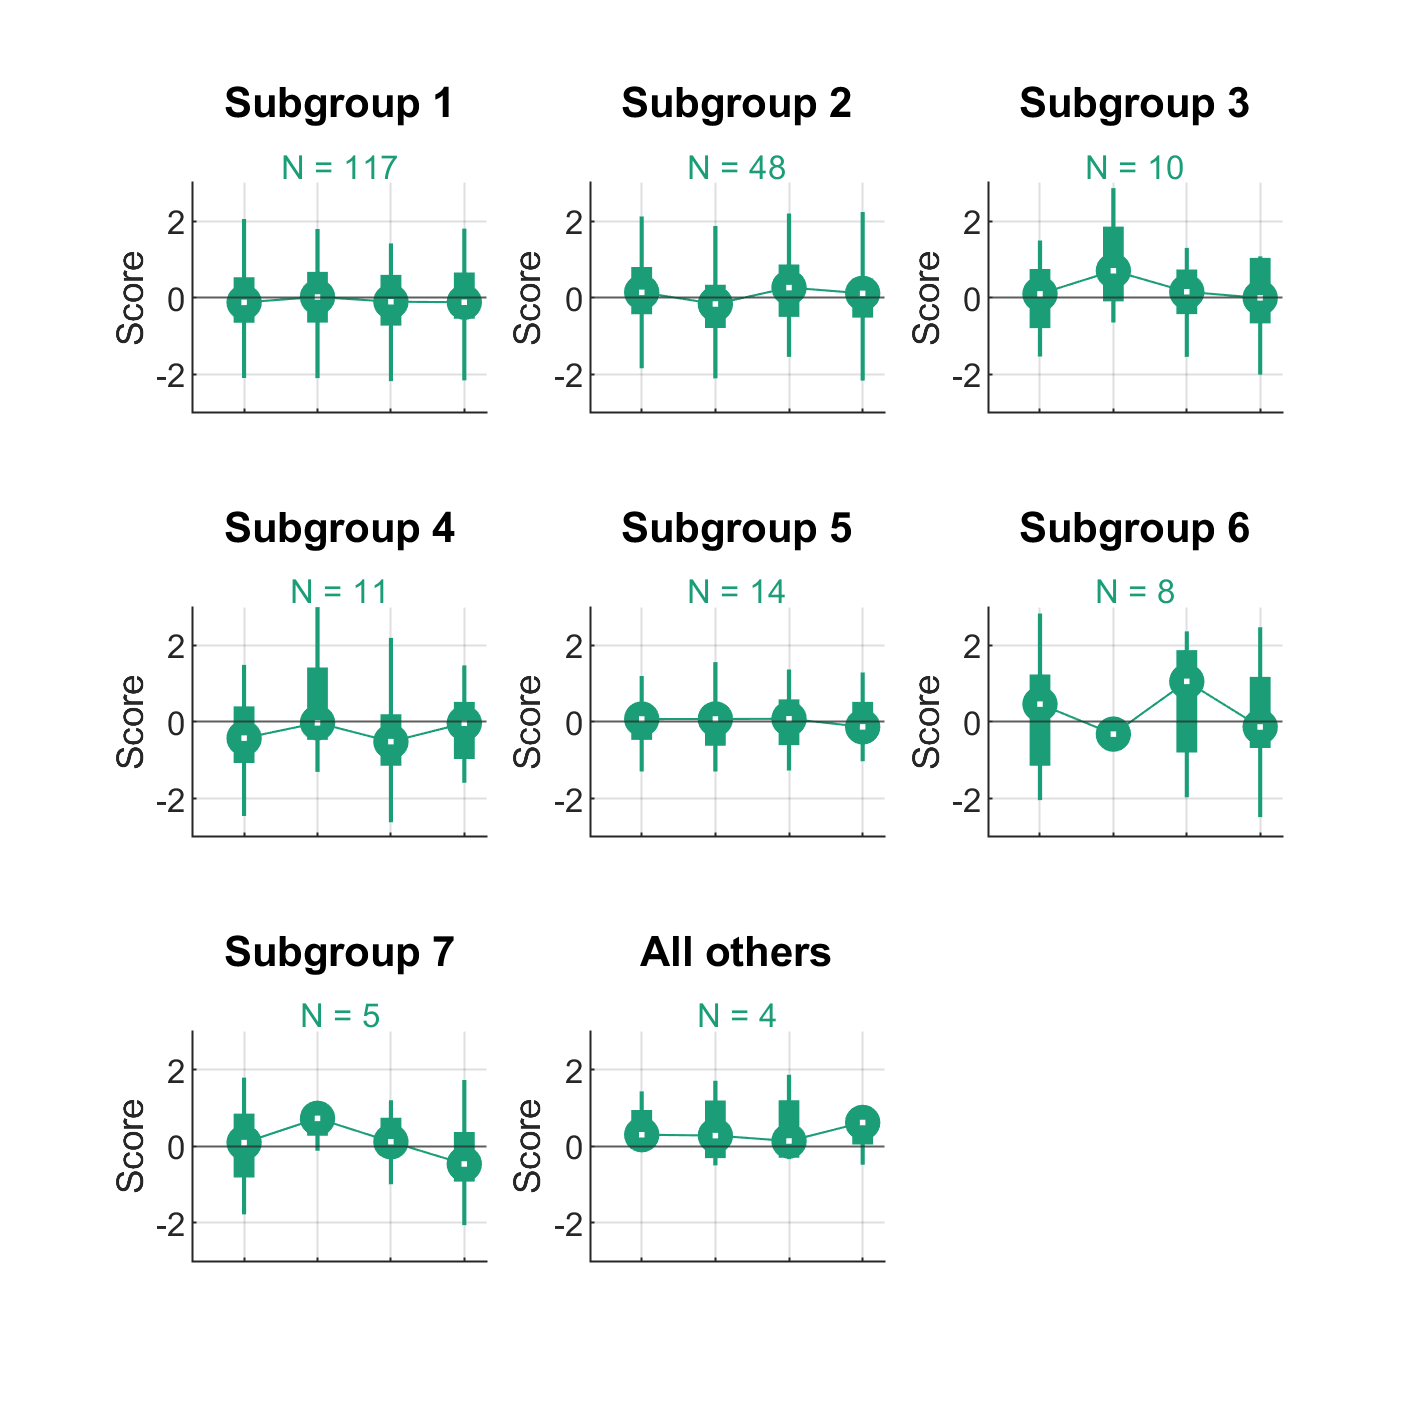 Subgroup 1
N = 117
2
0
-2
Score
Subgroup 2
N = 48
2
0
-2
Score
Subgroup 3
N = 10
2
0
-2
Score
Subgroup 4
N = 11
2
0
-2
Score
Subgroup 5
N = 14
2
0
-2
Score
Subgroup 6
N = 8
2
0
-2
Score
Subgroup 7
N = 5
2
0
-2
Score
All others
N = 4
2
0
-2
Score